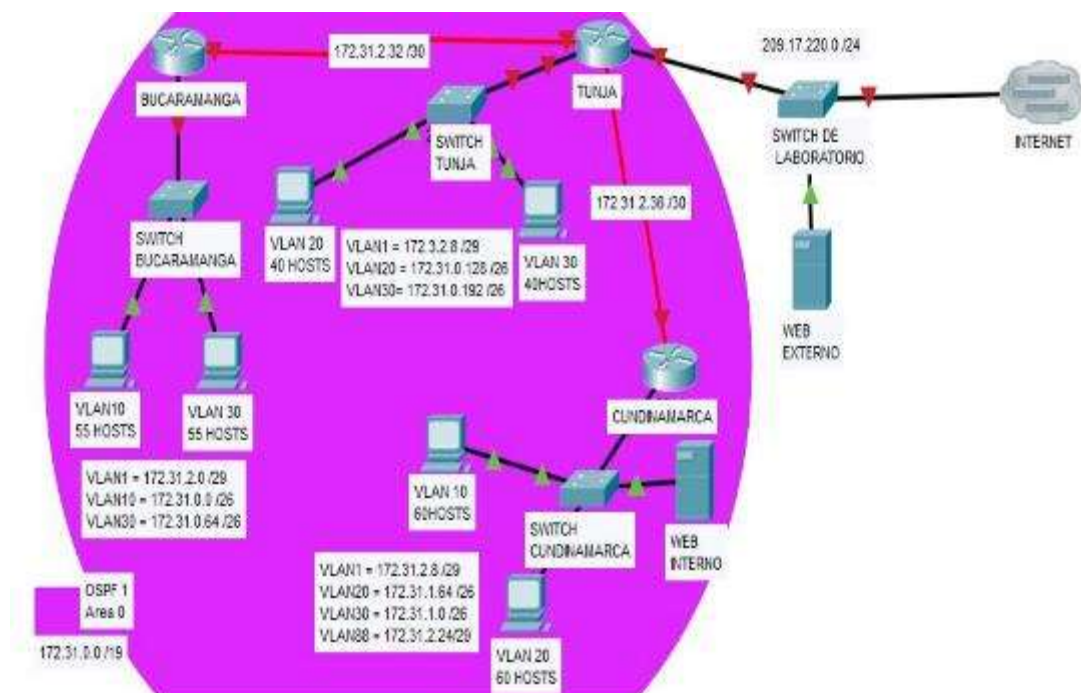 172.31.2.32 /30
209.17.220.0 /24
BUCARAMANGA
TUNJA
SWITCH
TUNJA
SWITCH DE
LABORATORIO
INTERNET
172.31.2.36 /30
SWITCH
BUCARAMANGA
VLAN 20
40 HOSTS
VLAN1 = 172.3.2.8 /29
VLAN20 = 172.31.0.128 /26
VLAN30= 172.31.0.192 /26
VLAN 30
40HOSTS
WEB
EXTERNO
VLAN10
55 HOSTS
VLAN 30
55 HOSTS
CUNDINAMARCA
VLAN1 = 172.31.2.0 /29
VLAN10 = 172.31.0.0 /26
VLAN30 = 172.31.0.64 /26
VLAN 10
60HOSTS
SWITCH
CUNDINAMARCA
WEB
INTERNO
VLAN1 = 172.31.2.8 /29
VLAN20 = 172.31.1.64 /26
VLAN30 = 172.31.1.0 /26
VLAN88 = 172.31.2.24/29
VLAN 20
60 HOSTS
OSPF 1
Area 0
172.31.0.0 /19